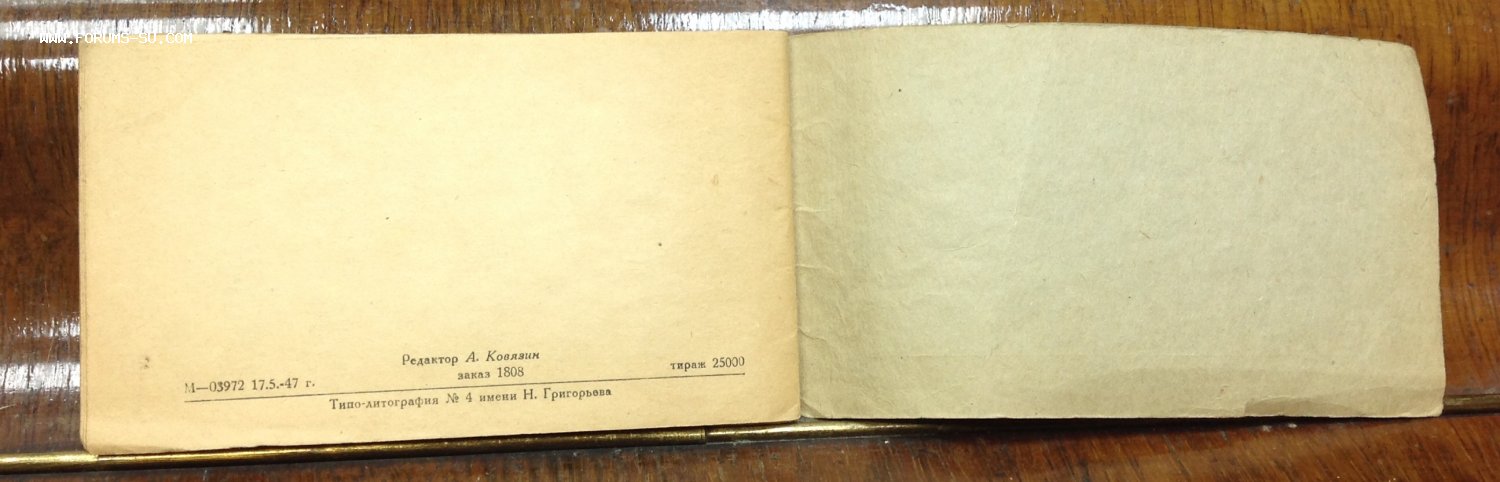 WWW.FORUMS-SU.COM
Редактор А. Ковязин
М—03972 17.5.-47 г. заказ 1808 тираж 25000
Типо-литография № 4 имени Н. Григорьева